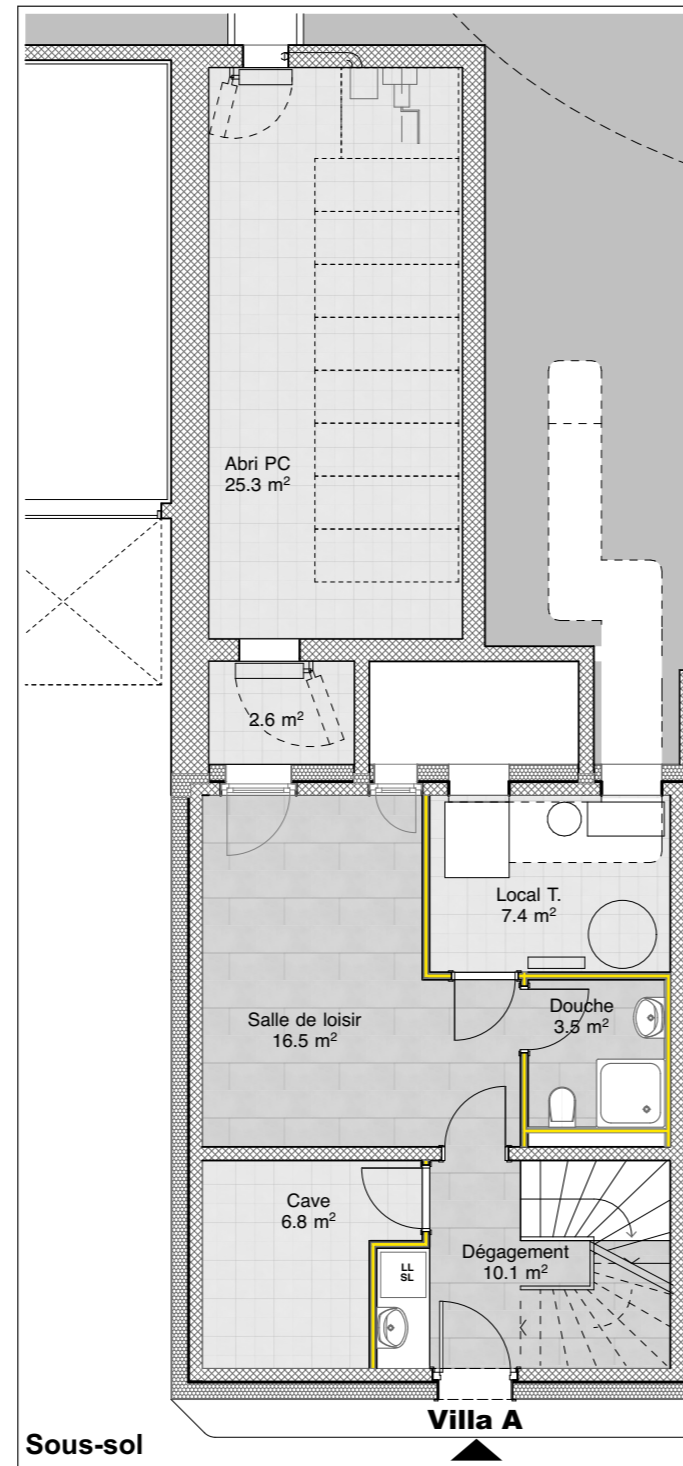 Abri PC
25.3 m²
2.6 m²
Local T.
7.4 m²
Douche
3.5 m²
Salle de loisir
16.5 m²
Cave
6.8 m²
Dégagement
10.1 m²
LL
SL
Villa A
Sous-sol